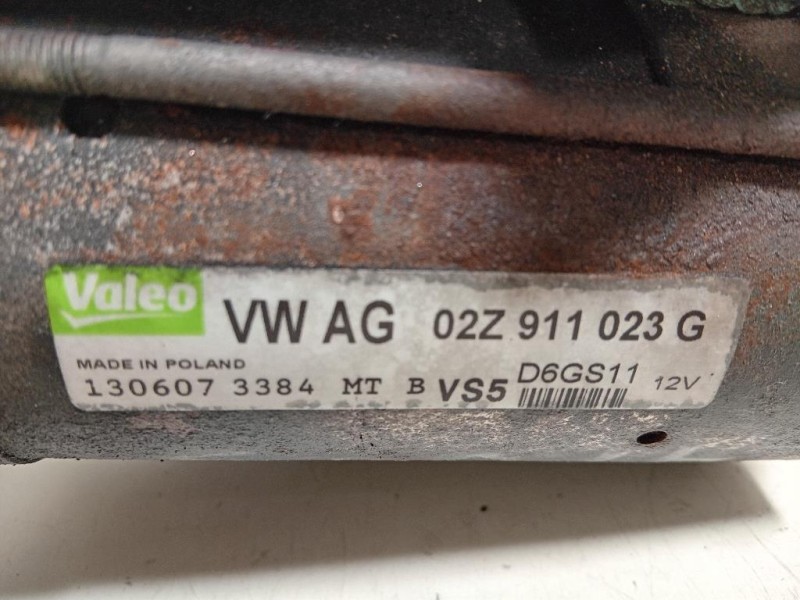 Valeo VW AG 02Z 911 023 G
MADE IN POLAND
130607 3384 MT B VS5 D6GS11 12V